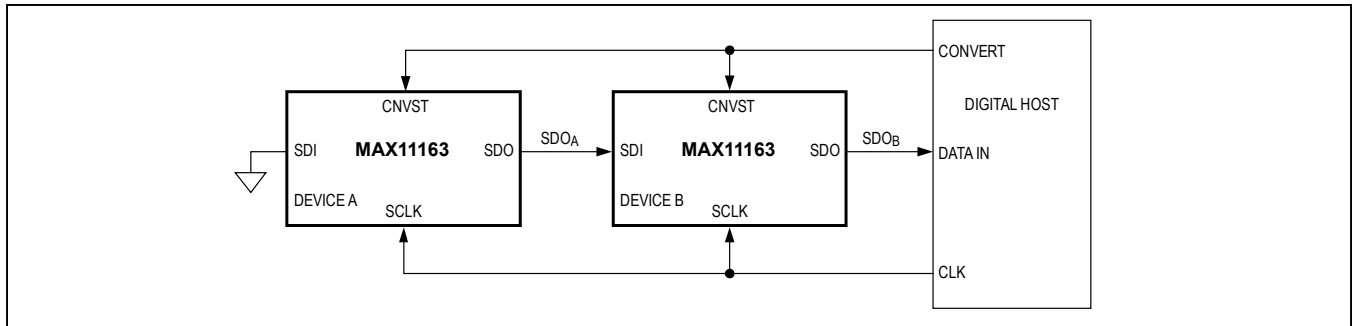 CONVERT
CNVST
CNVST
DIGITAL HOST
SDI
MAX11163
SDO
SDOA
SDI
MAX11163
SDO
SDOB
DATA IN
DEVICE A
DEVICE B
SCLK
SCLK
CLK